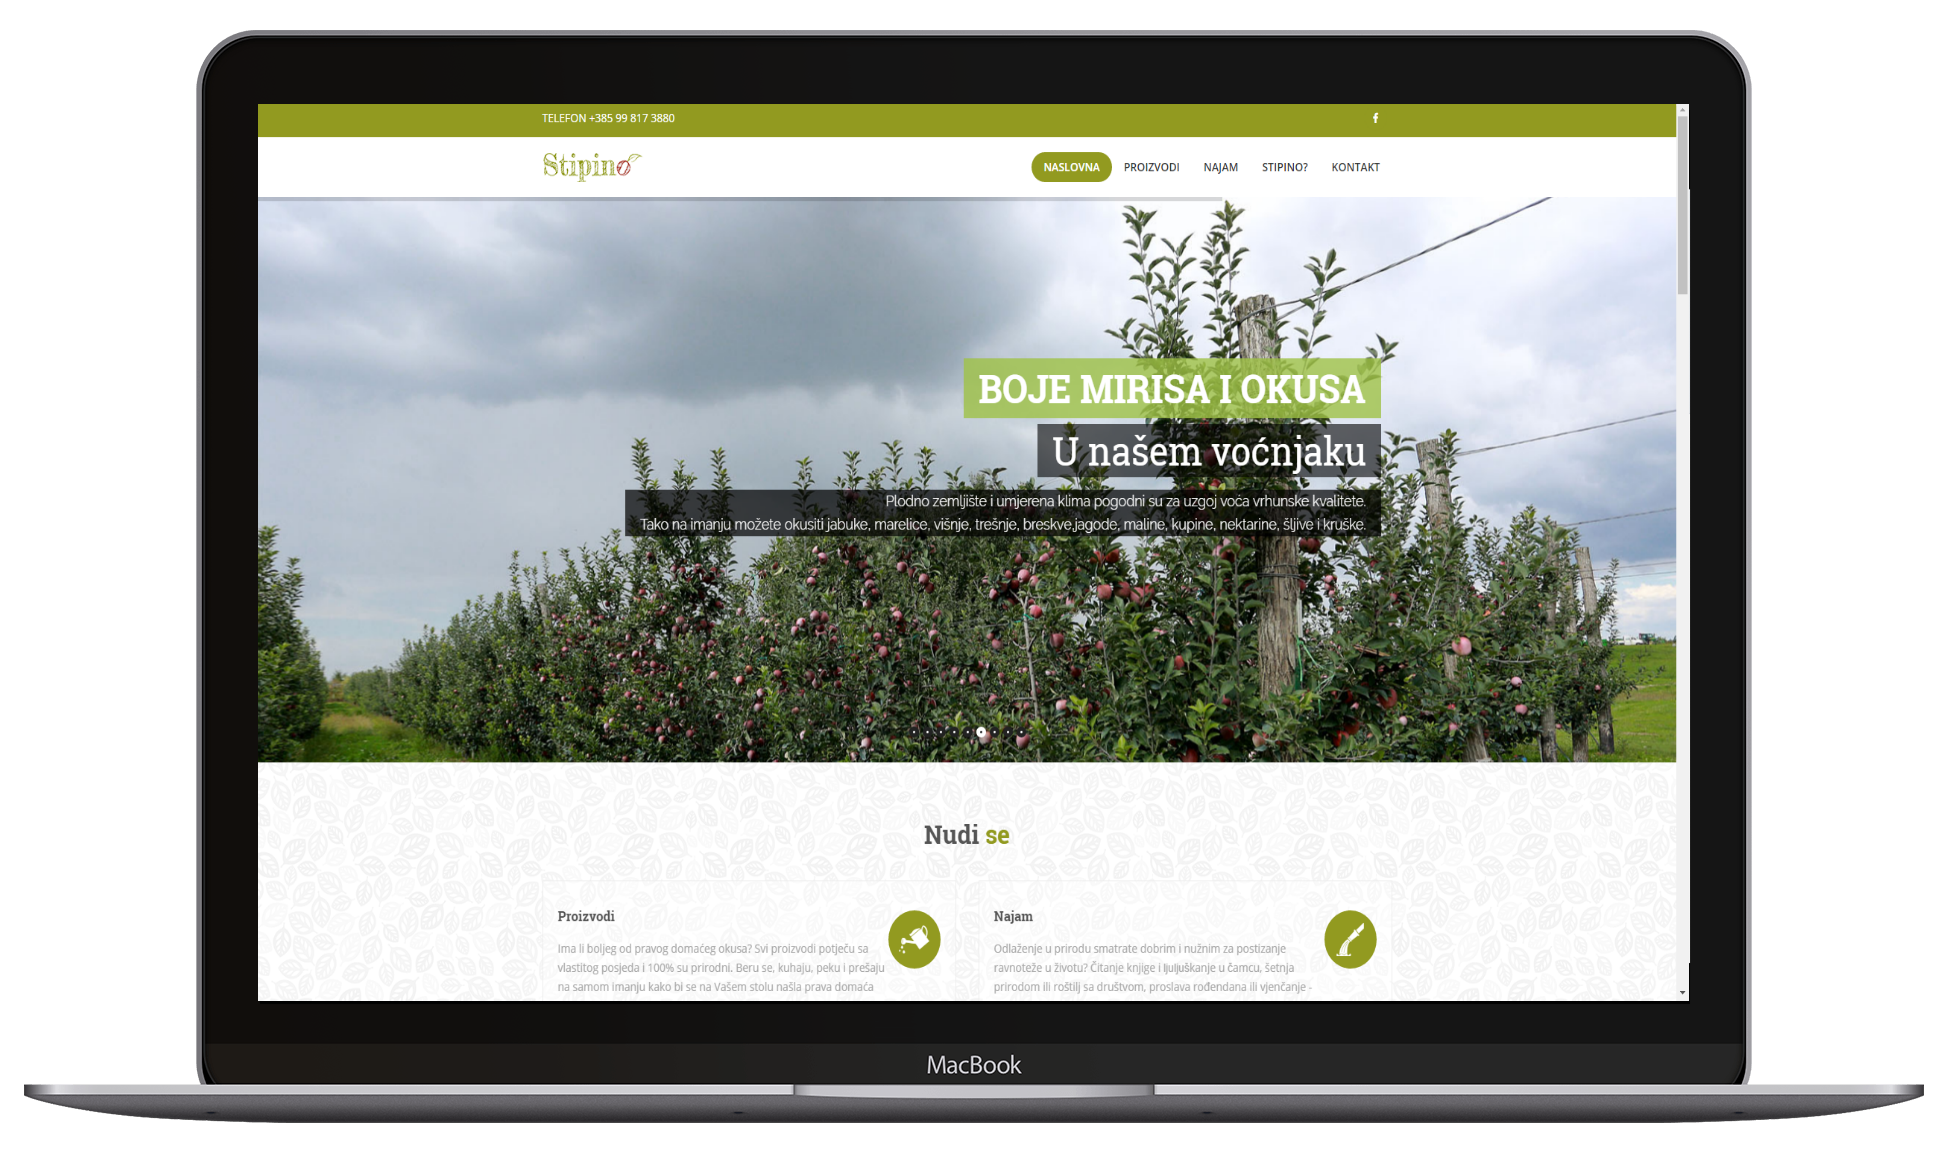 TELEFON +385 99 817 3880
Stipino
NASLOVNA PROIZVODI NAJAM STIPINO? KONTAKT
BOJE MIRISA I OKUSA
U našem voćnjaku
Plodno zemljište i umjerena klima pogodni su za uzgoj voća vrhunske kvalitete.
Tako na imanju možete okusiti jabuke, marelice, višnje, trešnje, breskve,jagode, maline, kupine, nektarine, šljive i kruške.
Nudi se
Proizvodi
Ima li boljeg od pravog domaćeg okusa? Svi proizvodi potječu sa
vlastitog posjeda i 100% su prirodni. Beru se, kuhaju, peku i prešaju
na samom imanju kako bi se na Vašem stolu našla prava domaća
Najam
Odlaženje u prirodu smatrate dobrim i nužnim za postizanje
ravnoteže u životu? Čitanje knjige i ljuljuškanje u čamcu, šetnja
prirodom ili roštilj sa društvom, proslava rođendana ili vjenčanje -
MacBook